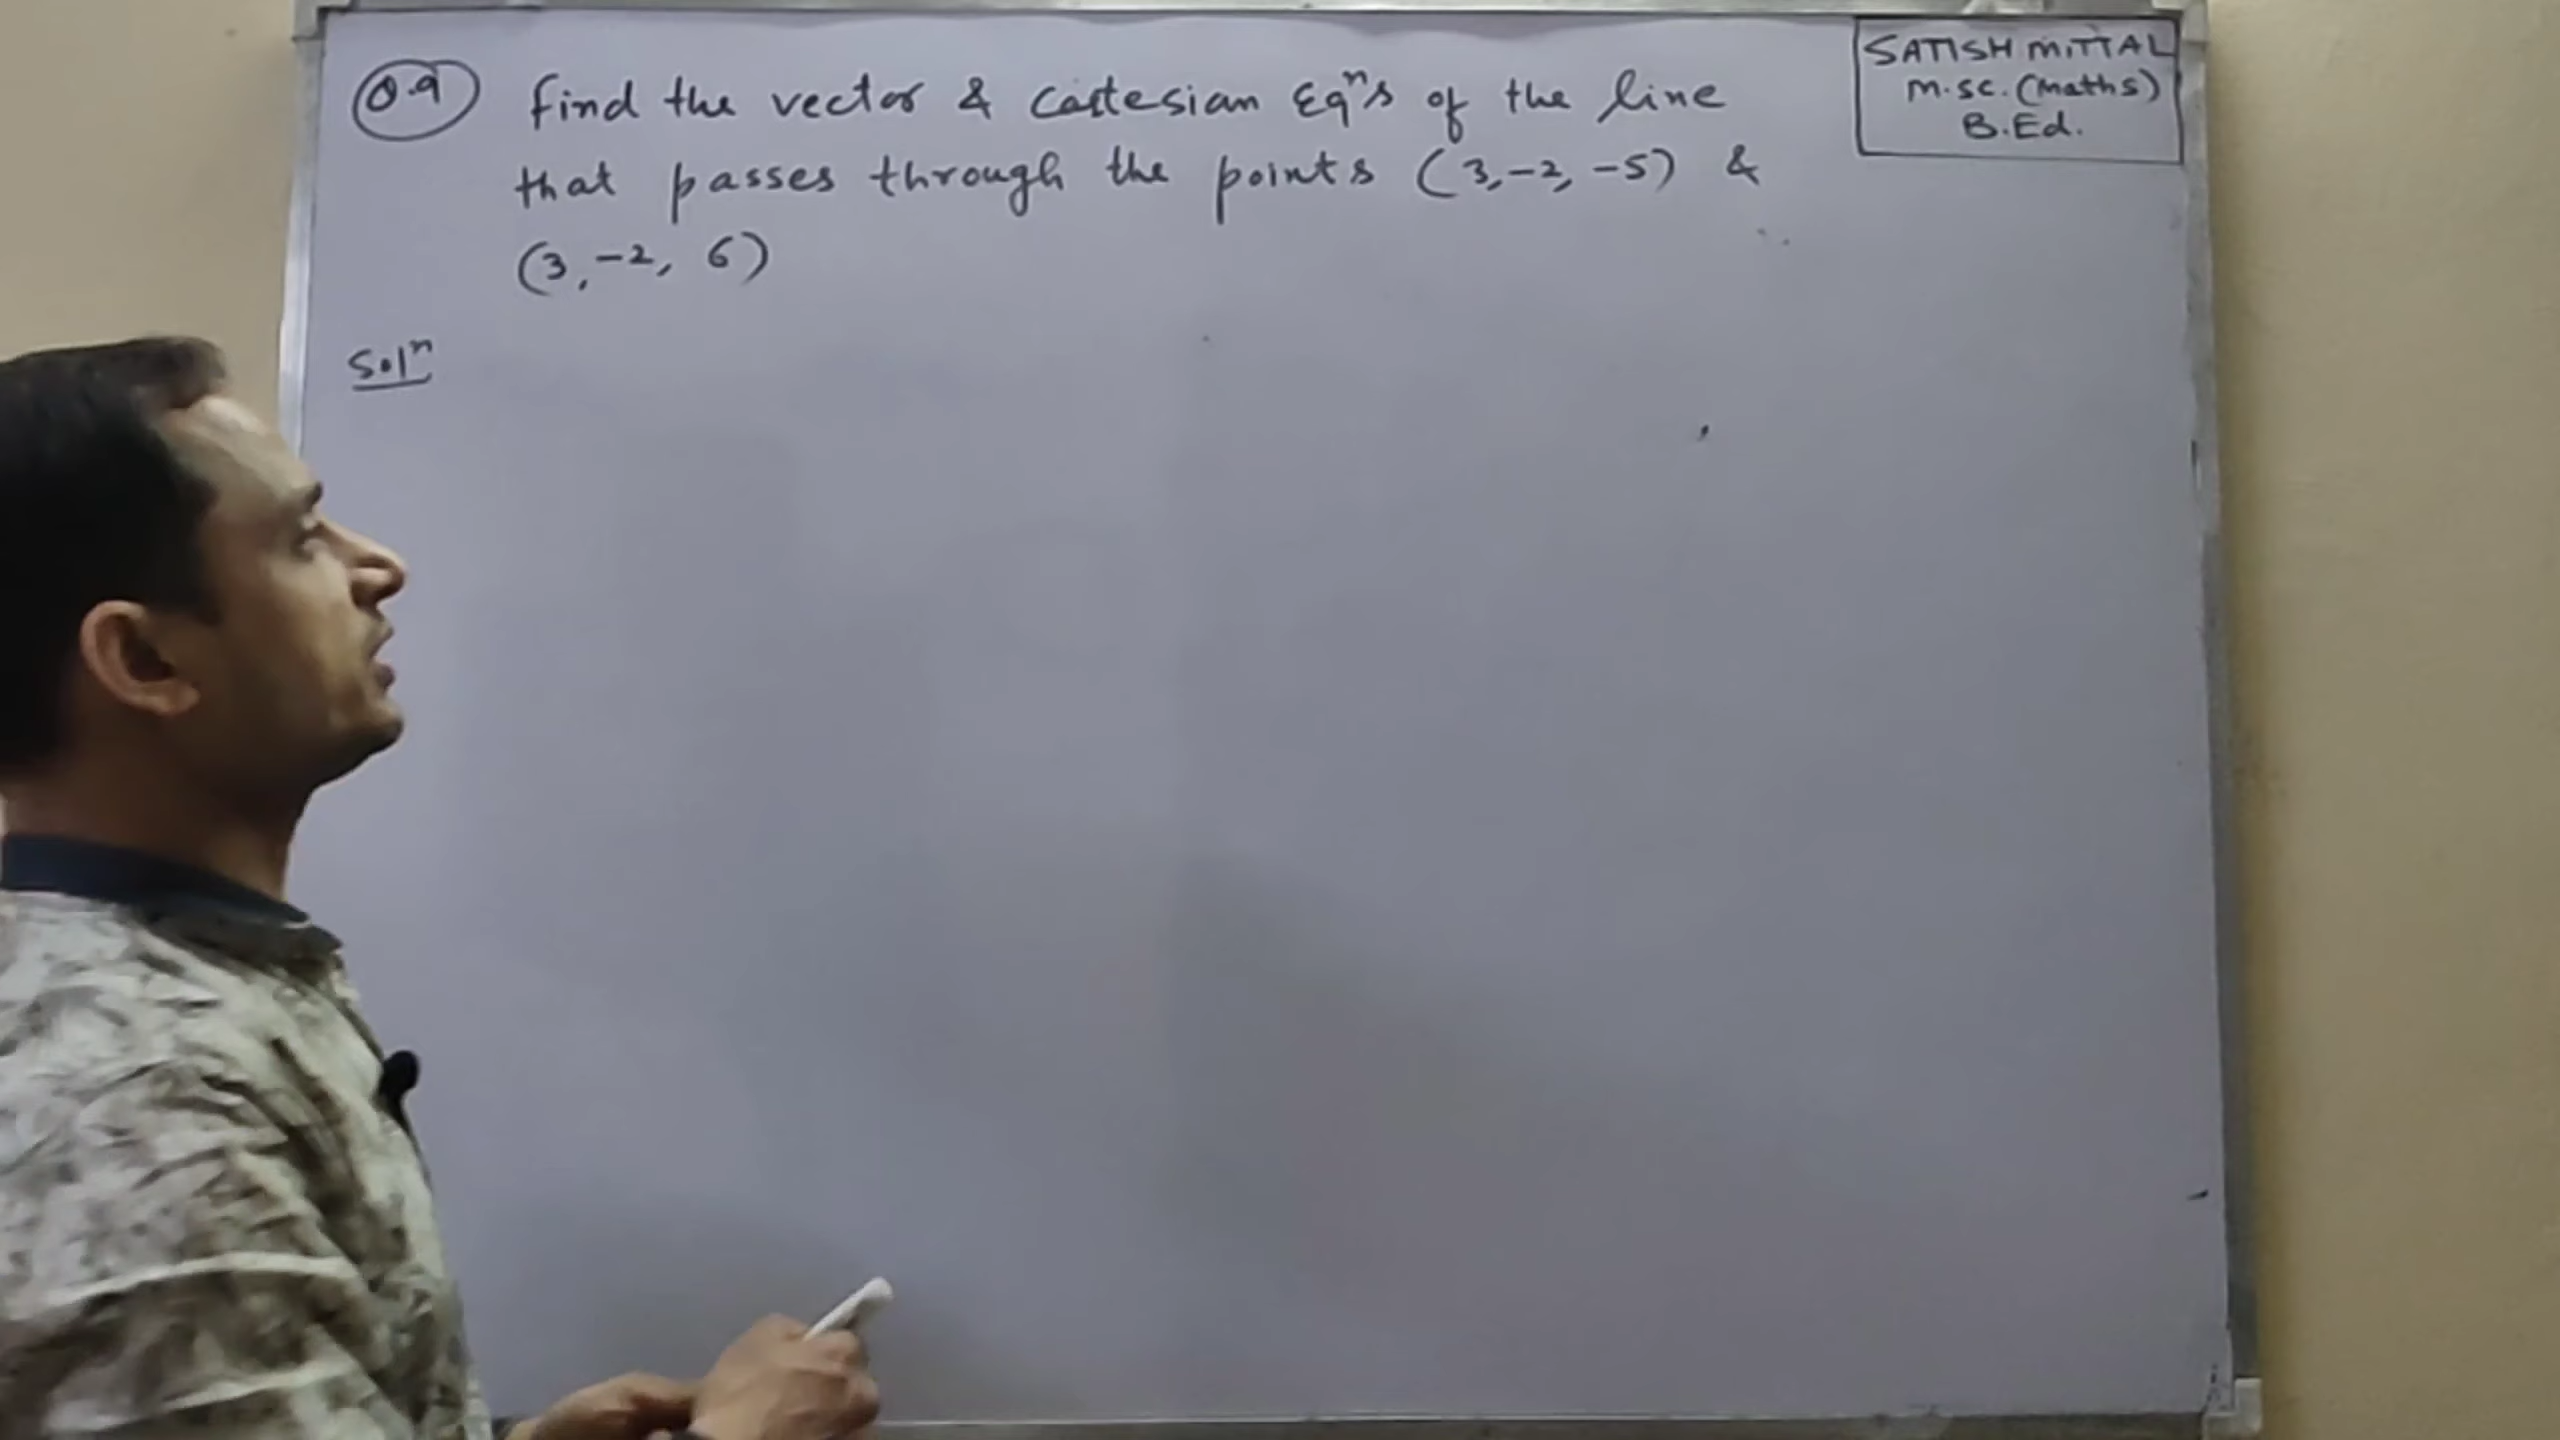 Q.9 Find the vector & Cartesian Eqⁿs of the line
that passes through the points (3,-2, -5) &
(3,-2, 6)
Solⁿ
SATISH MITTAL
M.SC. (Maths)
B.Ed.